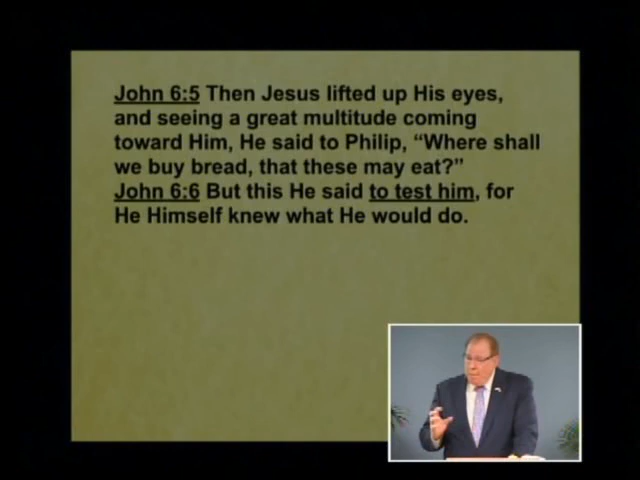 John 6:5 Then Jesus lifted up His eyes,
and seeing a great multitude coming
toward Him, He said to Philip, “Where shall
we buy bread, that these may eat?”
John 6:6 But this He said to test him, for
He Himself knew what He would do.